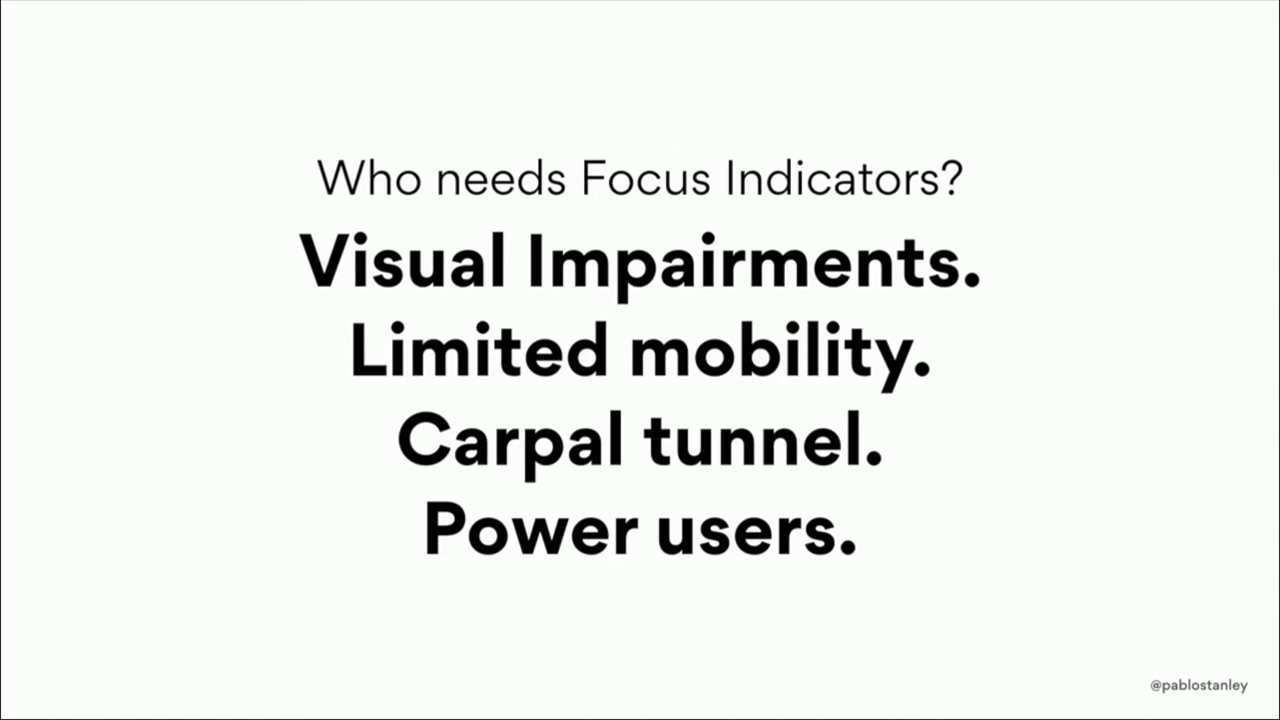 Who needs Focus Indicators?
Visual Impairments.
Limited mobility.
Carpal tunnel.
Power users.
@pablostanley